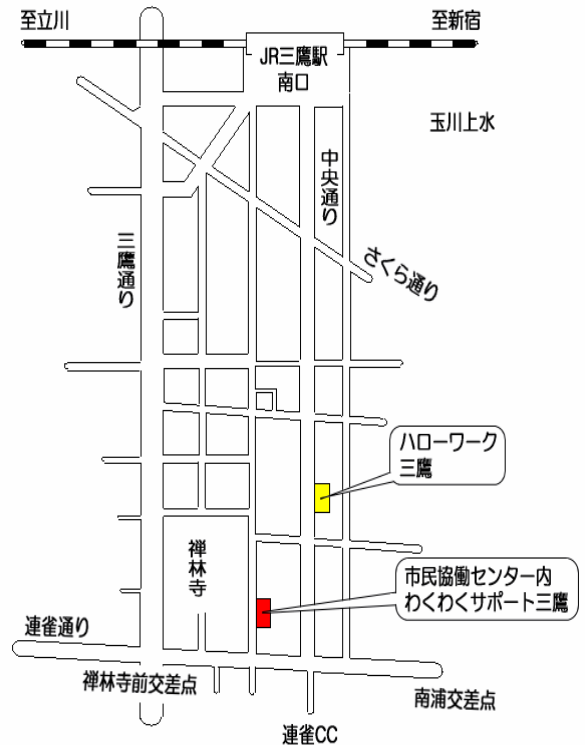 至立川
至新宿
JR三鷹駅
南口
玉川上水
中央通り
三鷹通り
さくら通り
ハローワーク
三鷹
禅林寺
市民協働センター内
わくわくサポート三鷹
連雀通り
禅林寺前交差点
南浦交差点
連雀CC